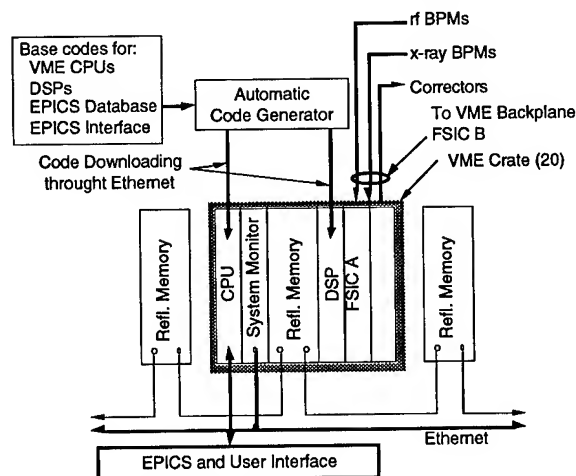 Base codes for:
VME CPUs
DSPs
EPICS Database
EPICS Interface
Automatic
Code Generator
rf BPMs
x-ray BPMs
Correctors
To VME Backplane
FSIC B
VME Crate (20)
Code Downloading
throught Ethernet
Refl. Memory
CPU
System Monitor
Refl. Memory
DSP
FSIC A
Refl. Memory
Ethernet
EPICS and User Interface